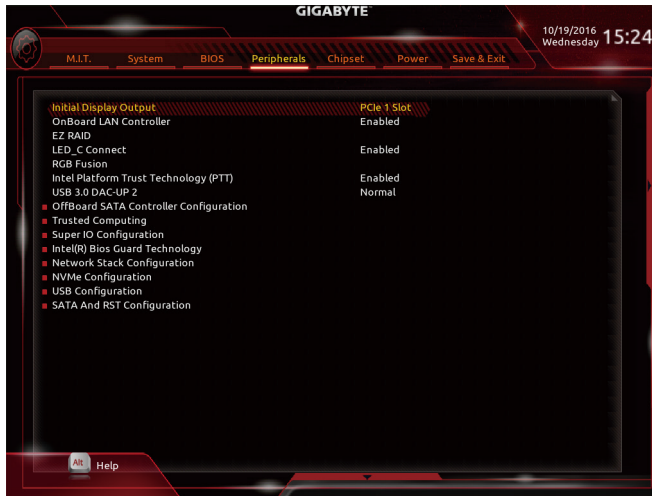 GIGABYTE
10/19/2016
Wednesday 15:24
M.I.T. System BIOS Peripherals Chipset Power Save & Exit
Initial Display Output PCIe 1 Slot
OnBoard LAN Controller Enabled
EZ RAID
LED_C Connect Enabled
RGB Fusion
Intel Platform Trust Technology (PTT) Enabled
USB 3.0 DAC-UP 2 Normal
OffBoard SATA Controller Configuration
Trusted Computing
Super IO Configuration
Intel(R) Bios Guard Technology
Network Stack Configuration
NVMe Configuration
USB Configuration
SATA And RST Configuration
Alt Help